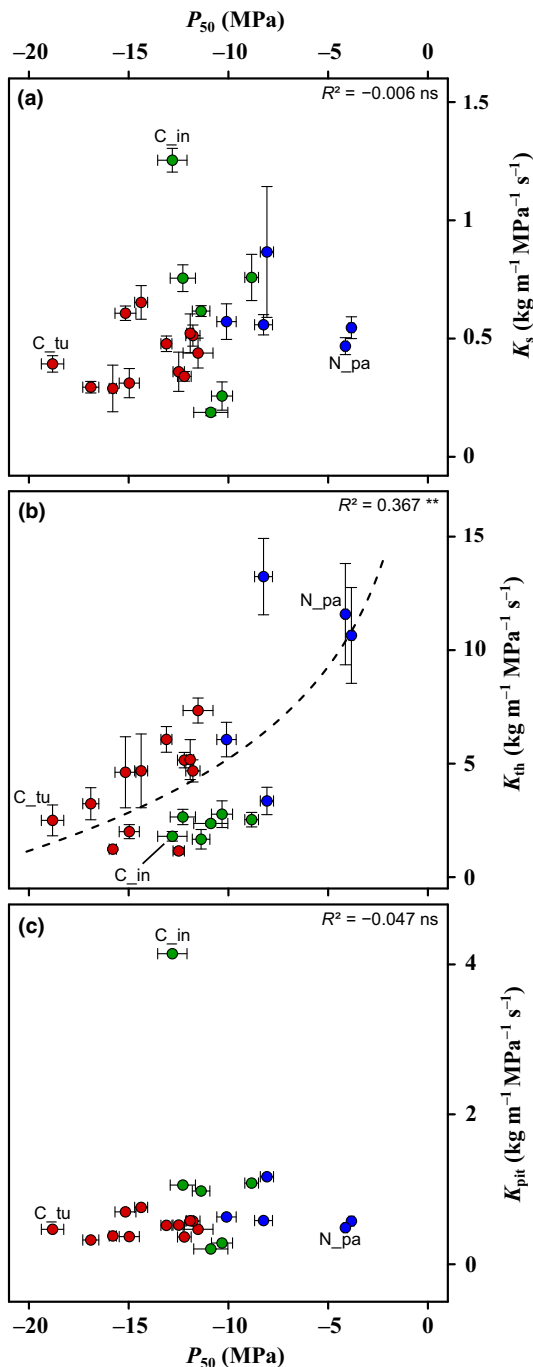 P50 (MPa)
−20 −15 −10 −5 0
(a)
R² = −0.006 ns
1.5
C_in
1
Ks (kg m−1 MPa−1 s−1)
C_tu
0.5
N_pa
0
(b)
R² = 0.367 **
15
N_pa
10
Kth (kg m−1 MPa−1 s−1)
5
C_tu
C_in
0
(c)
R² = −0.047 ns
C_in
4
Kpit (kg m−1 MPa−1 s−1)
2
C_tu
N_pa
0
−20 −15 −10 −5 0
P50 (MPa)